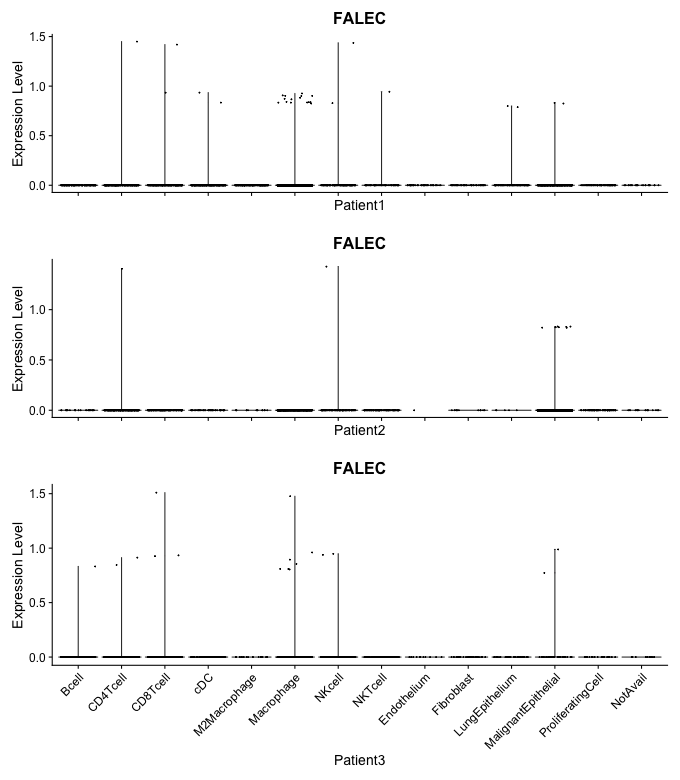 FALEC
Expression Level
1.5
1.0
0.5
0.0
Patient1
FALEC
Expression Level
1.0
0.5
0.0
Patient2
FALEC
Expression Level
1.5
1.0
0.5
0.0
Bcell
CD4Tcell
CD8Tcell
cDC
M2Macrophage
Macrophage
NKcell
NKTcell
Endothelium
Fibroblast
LungEpithelium
MalignantEpithelial
ProliferatingCell
NotAvail
Patient3